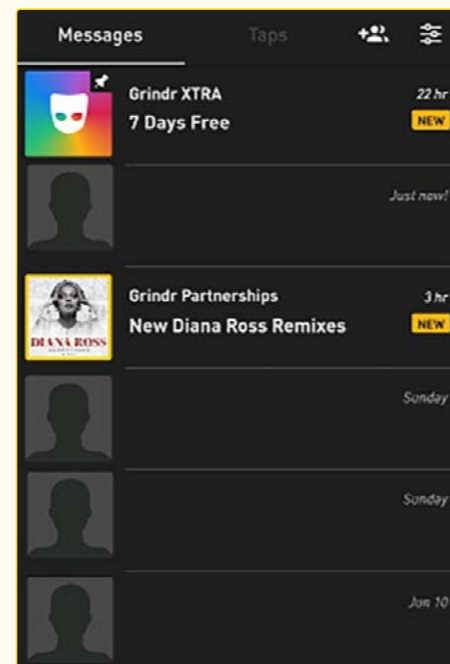 Messages Taps
Grindr XTRA 22 hr
7 Days Free NEW
Just now!
DIANA ROSS
Grindr Partnerships 3 hr
New Diana Ross Remixes NEW
Sunday
Sunday
Jun 10